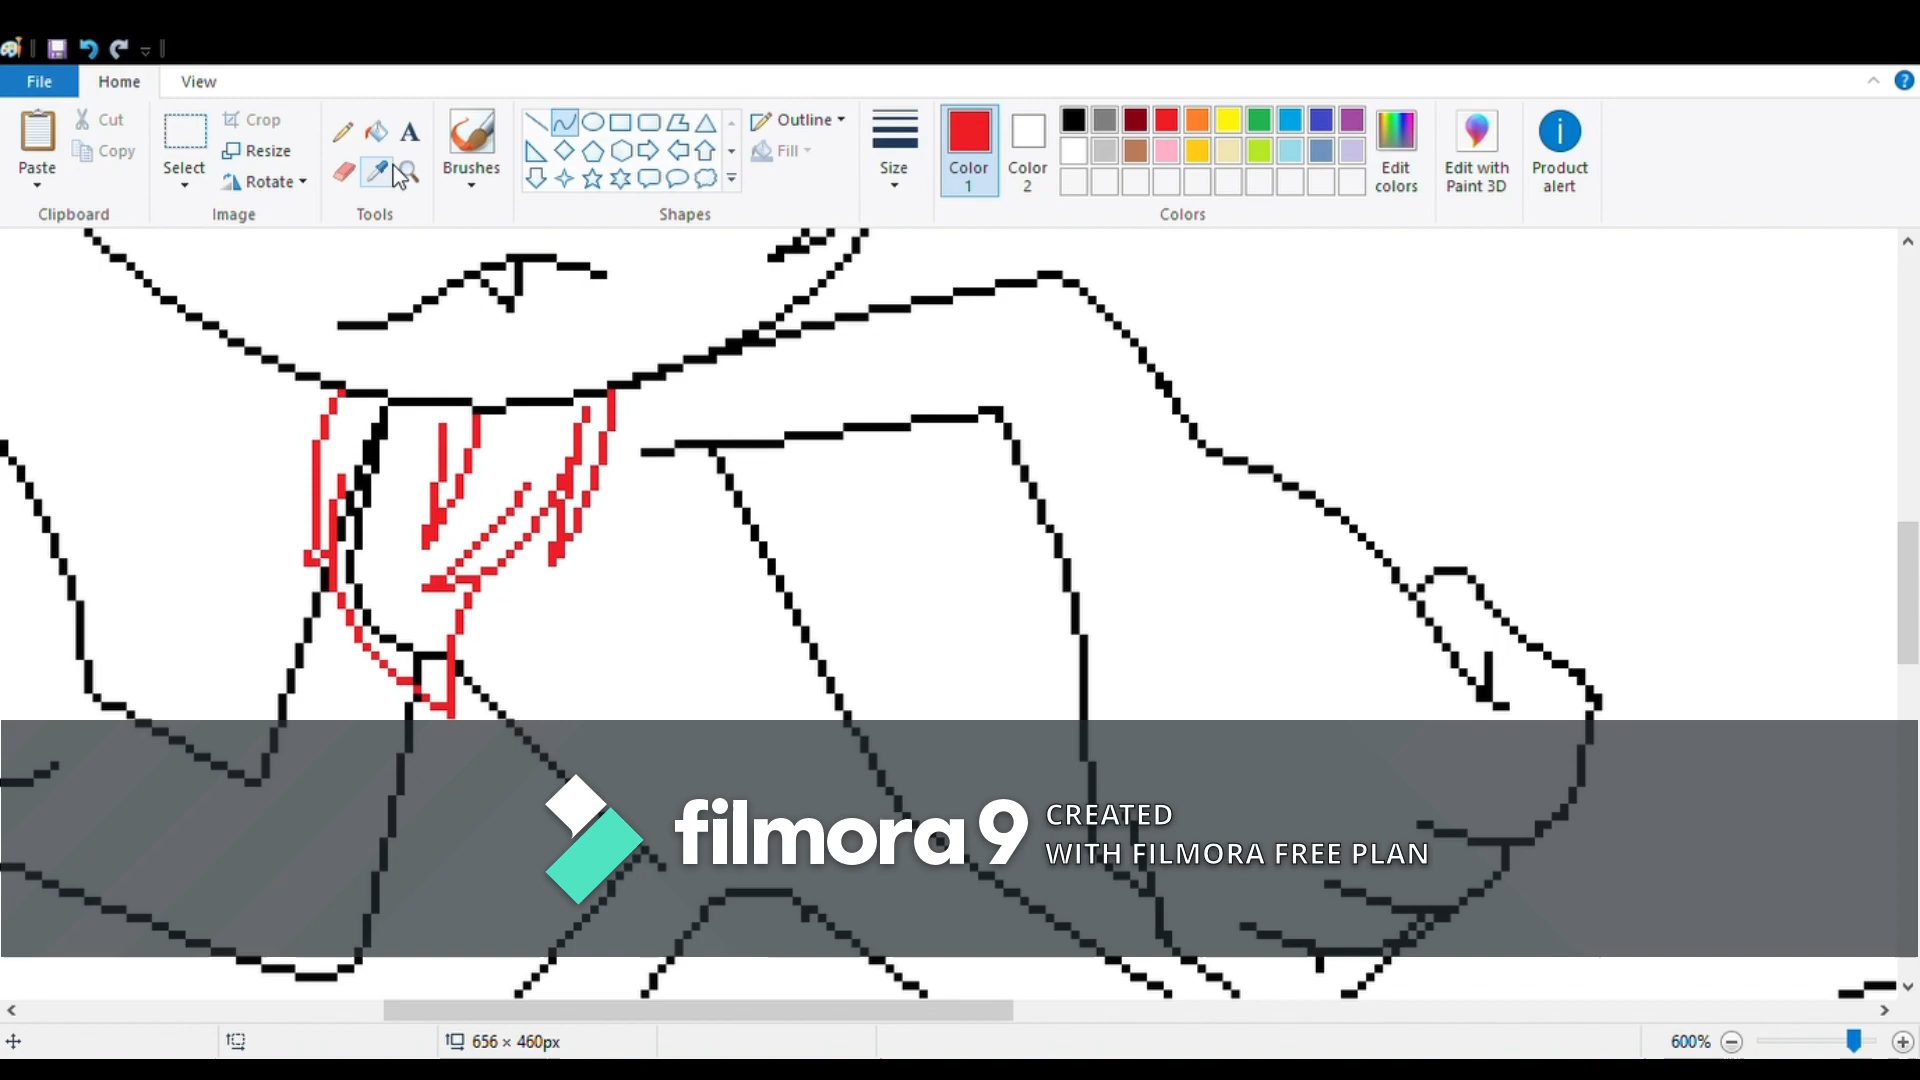 File Home View
Paste
Cut
Copy
Clipboard
Select
Crop
Resize
Rotate
Image
A
Tools
Brushes
Outline
Fill
Shapes
Size
Color 1
Color 2
Edit colors
Colors
Edit with Paint 3D
Product alert
filmora9
CREATED
WITH FILMORA FREE PLAN
656 × 460px
600%